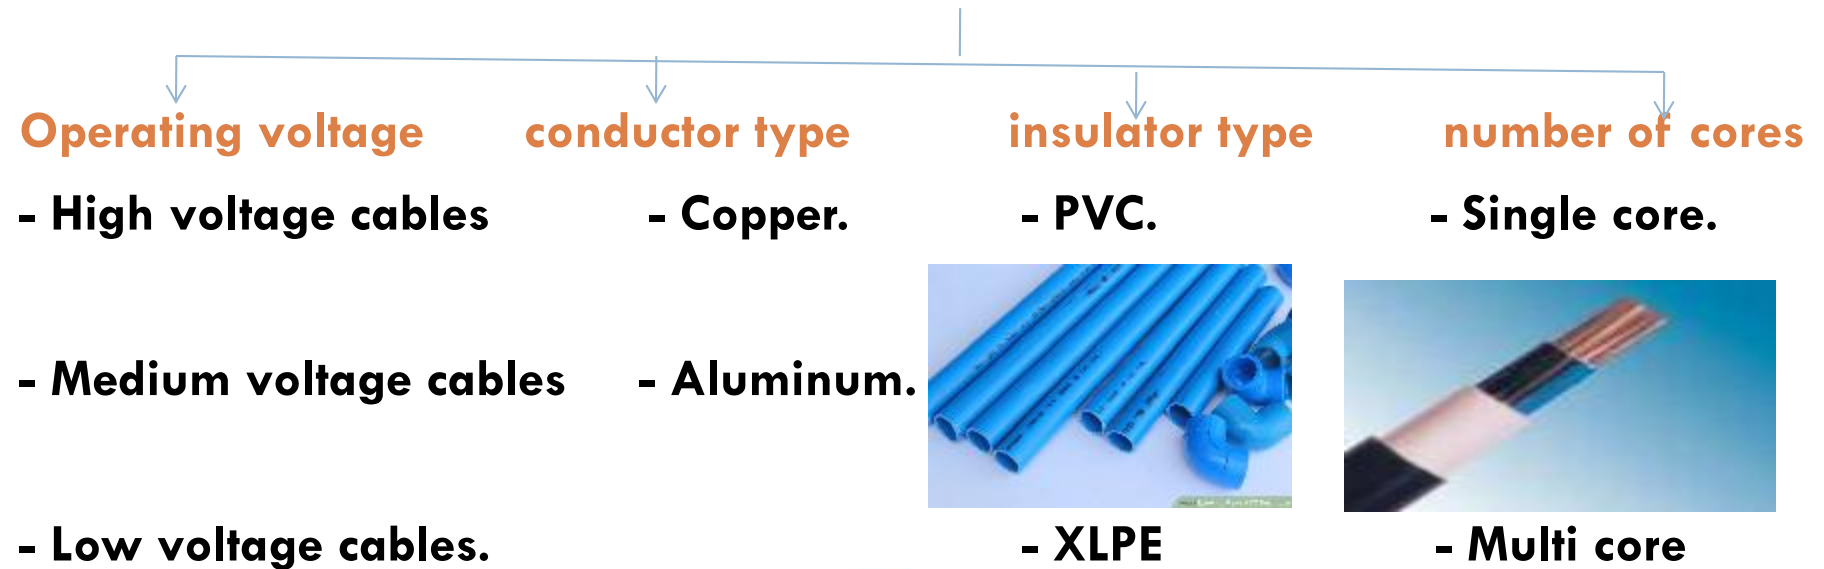 Operating voltage conductor type insulator type number of cores
- High voltage cables - Copper. - PVC. - Single core.
- Medium voltage cables - Aluminum.
- Low voltage cables. - XLPE - Multi core